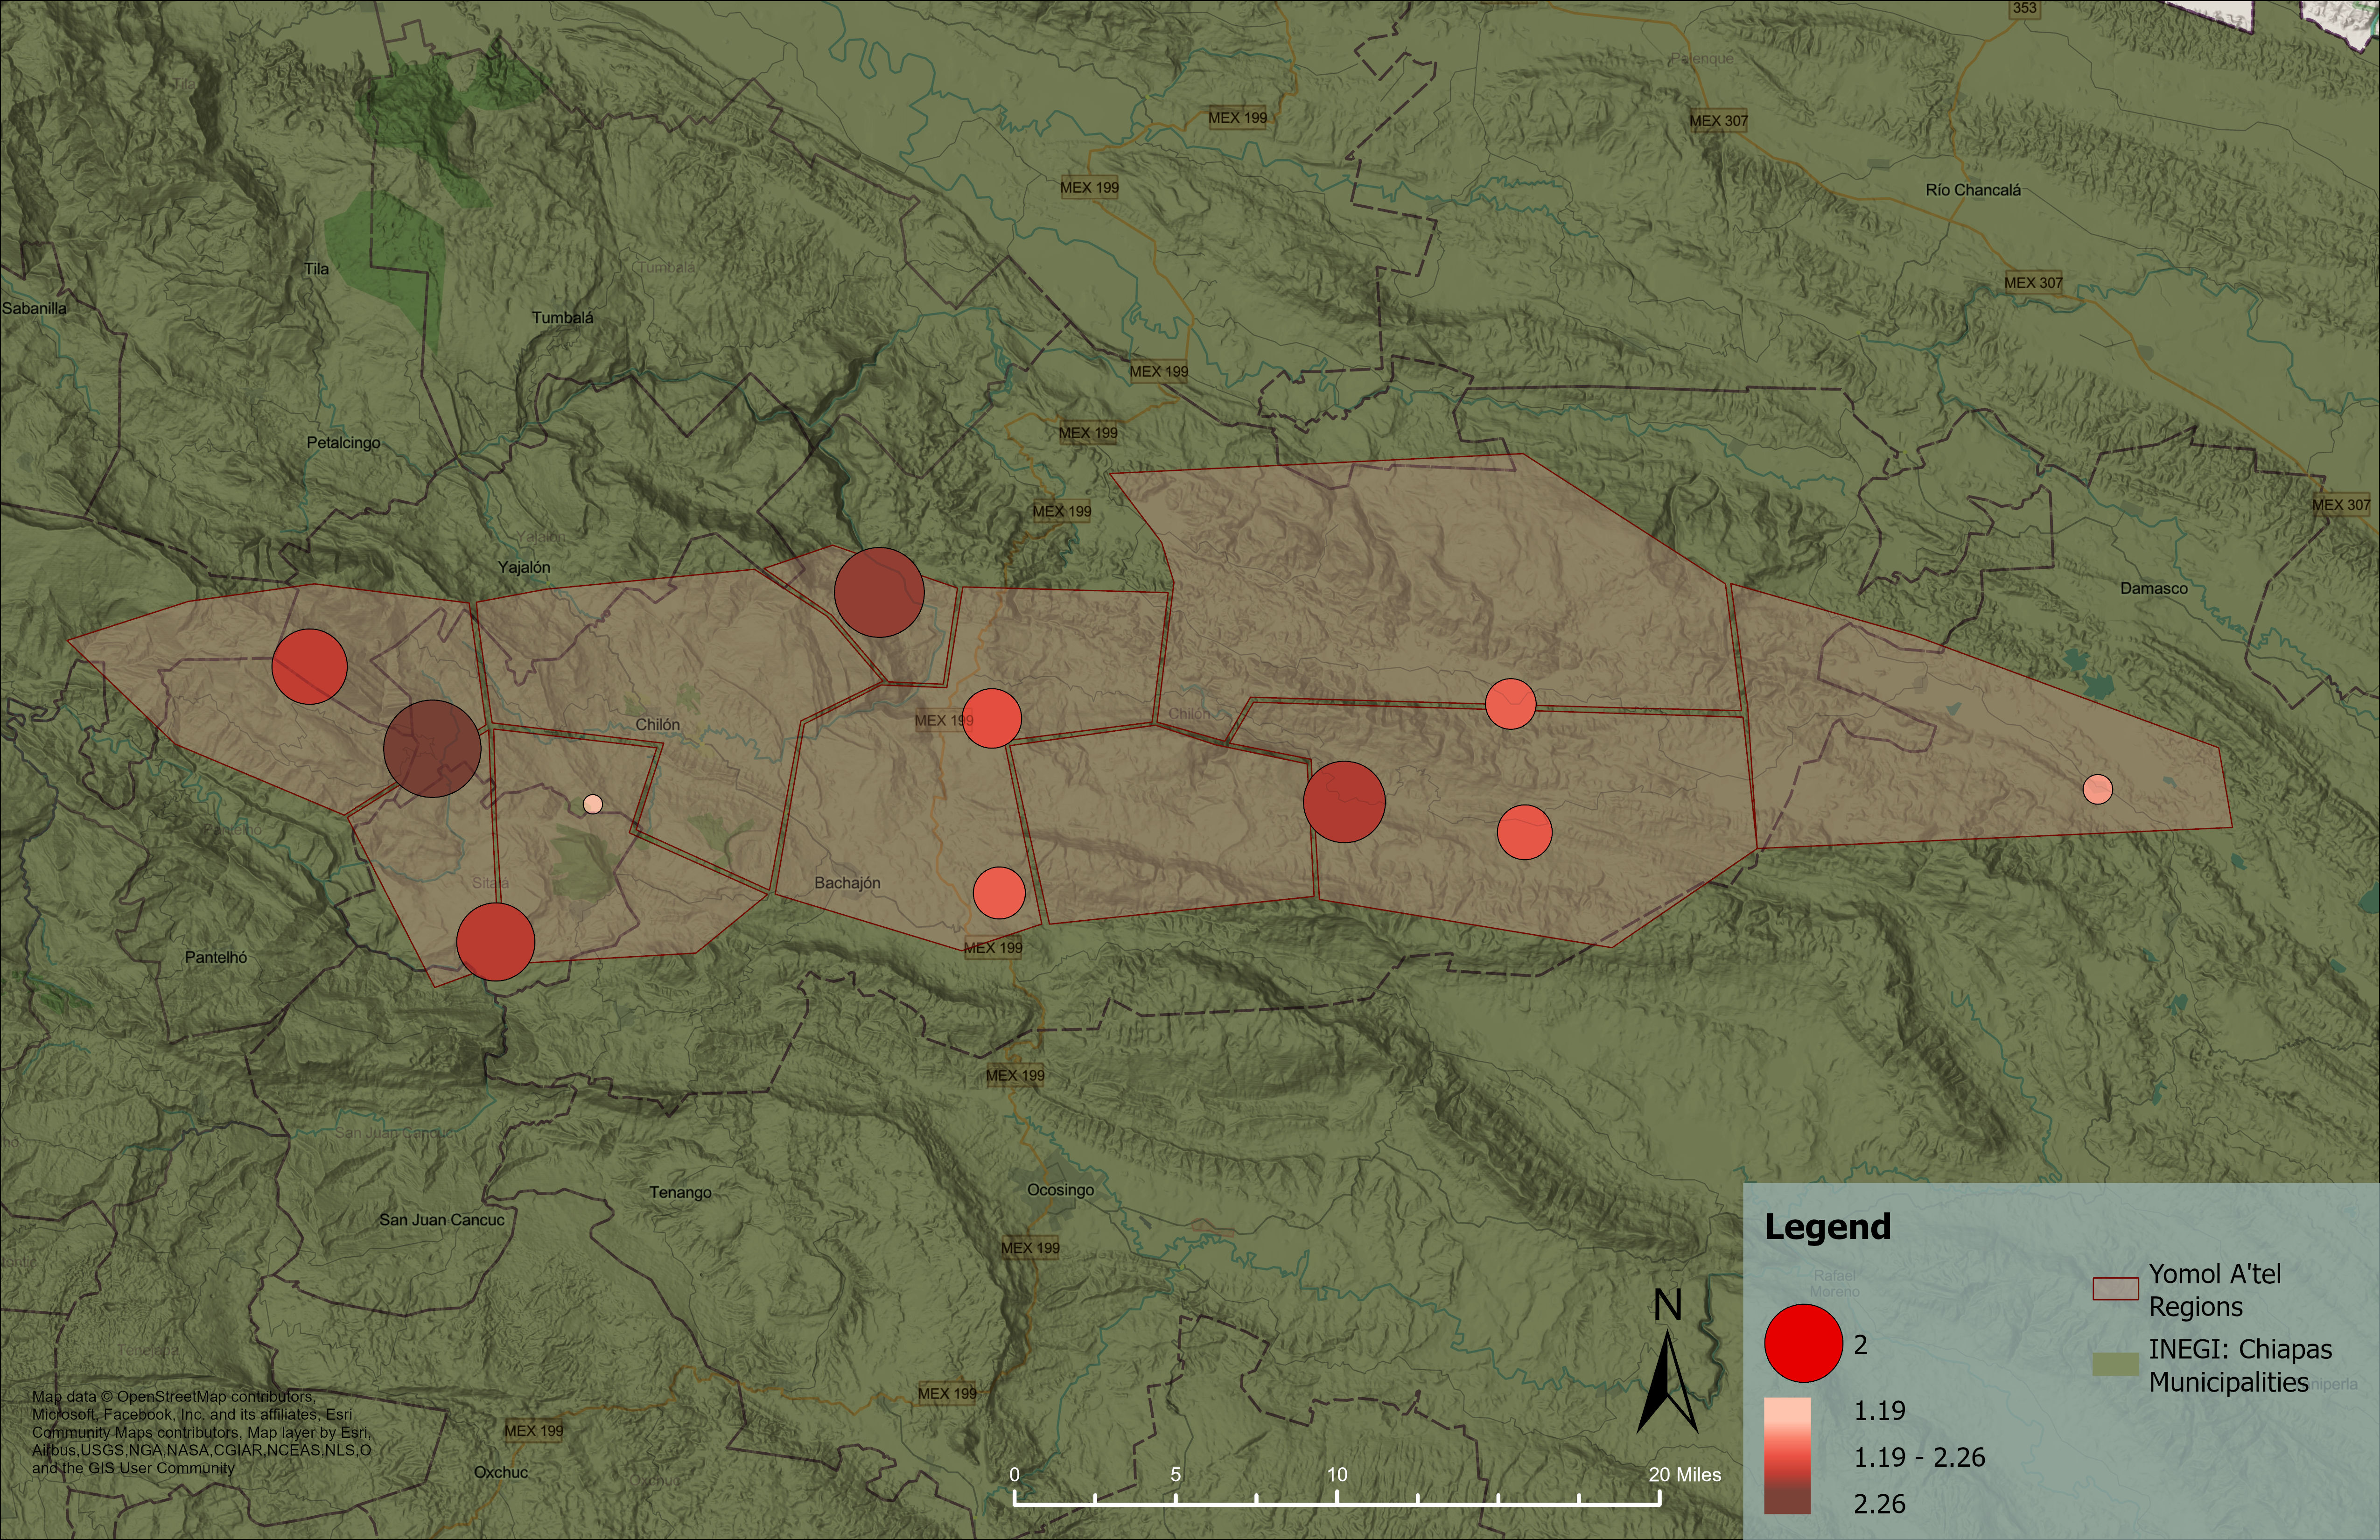 353
Palenque
MEX 199
MEX 307
Tila
MEX 199
Río Chancalá
Tila
Tumbala
MEX 307
Sabanilla
Tumbalá
MEX 199
MEX 199
Petalcingo
MEX 199
MEX 307
Yajalón
Yajalón
Damasco
Chilón
MEX 199
Chilón
Pantelhó
Sitalá
Bachajón
MEX 199
Pantelhó
MEX 199
San Juan Cancuc
Tenango
Ocosingo
San Juan Cancuc
MEX 199
Tenejapa
MEX 199
MEX 199
Oxchuc
Oxchuc
Map data © OpenStreetMap contributors,
Microsoft, Facebook, Inc. and its affiliates, Esri
Community Maps contributors, Map layer by Esri,
Airbus,USGS,NGA,NASA,CGIAR,NCEAS,NLS,O
and the GIS User Community
N
0 5 10 20 Miles
Legend
Rafael
Moreno
2
1.19
1.19 - 2.26
2.26
Yomol A'tel
Regions
INEGI: Chiapas
Municipalities